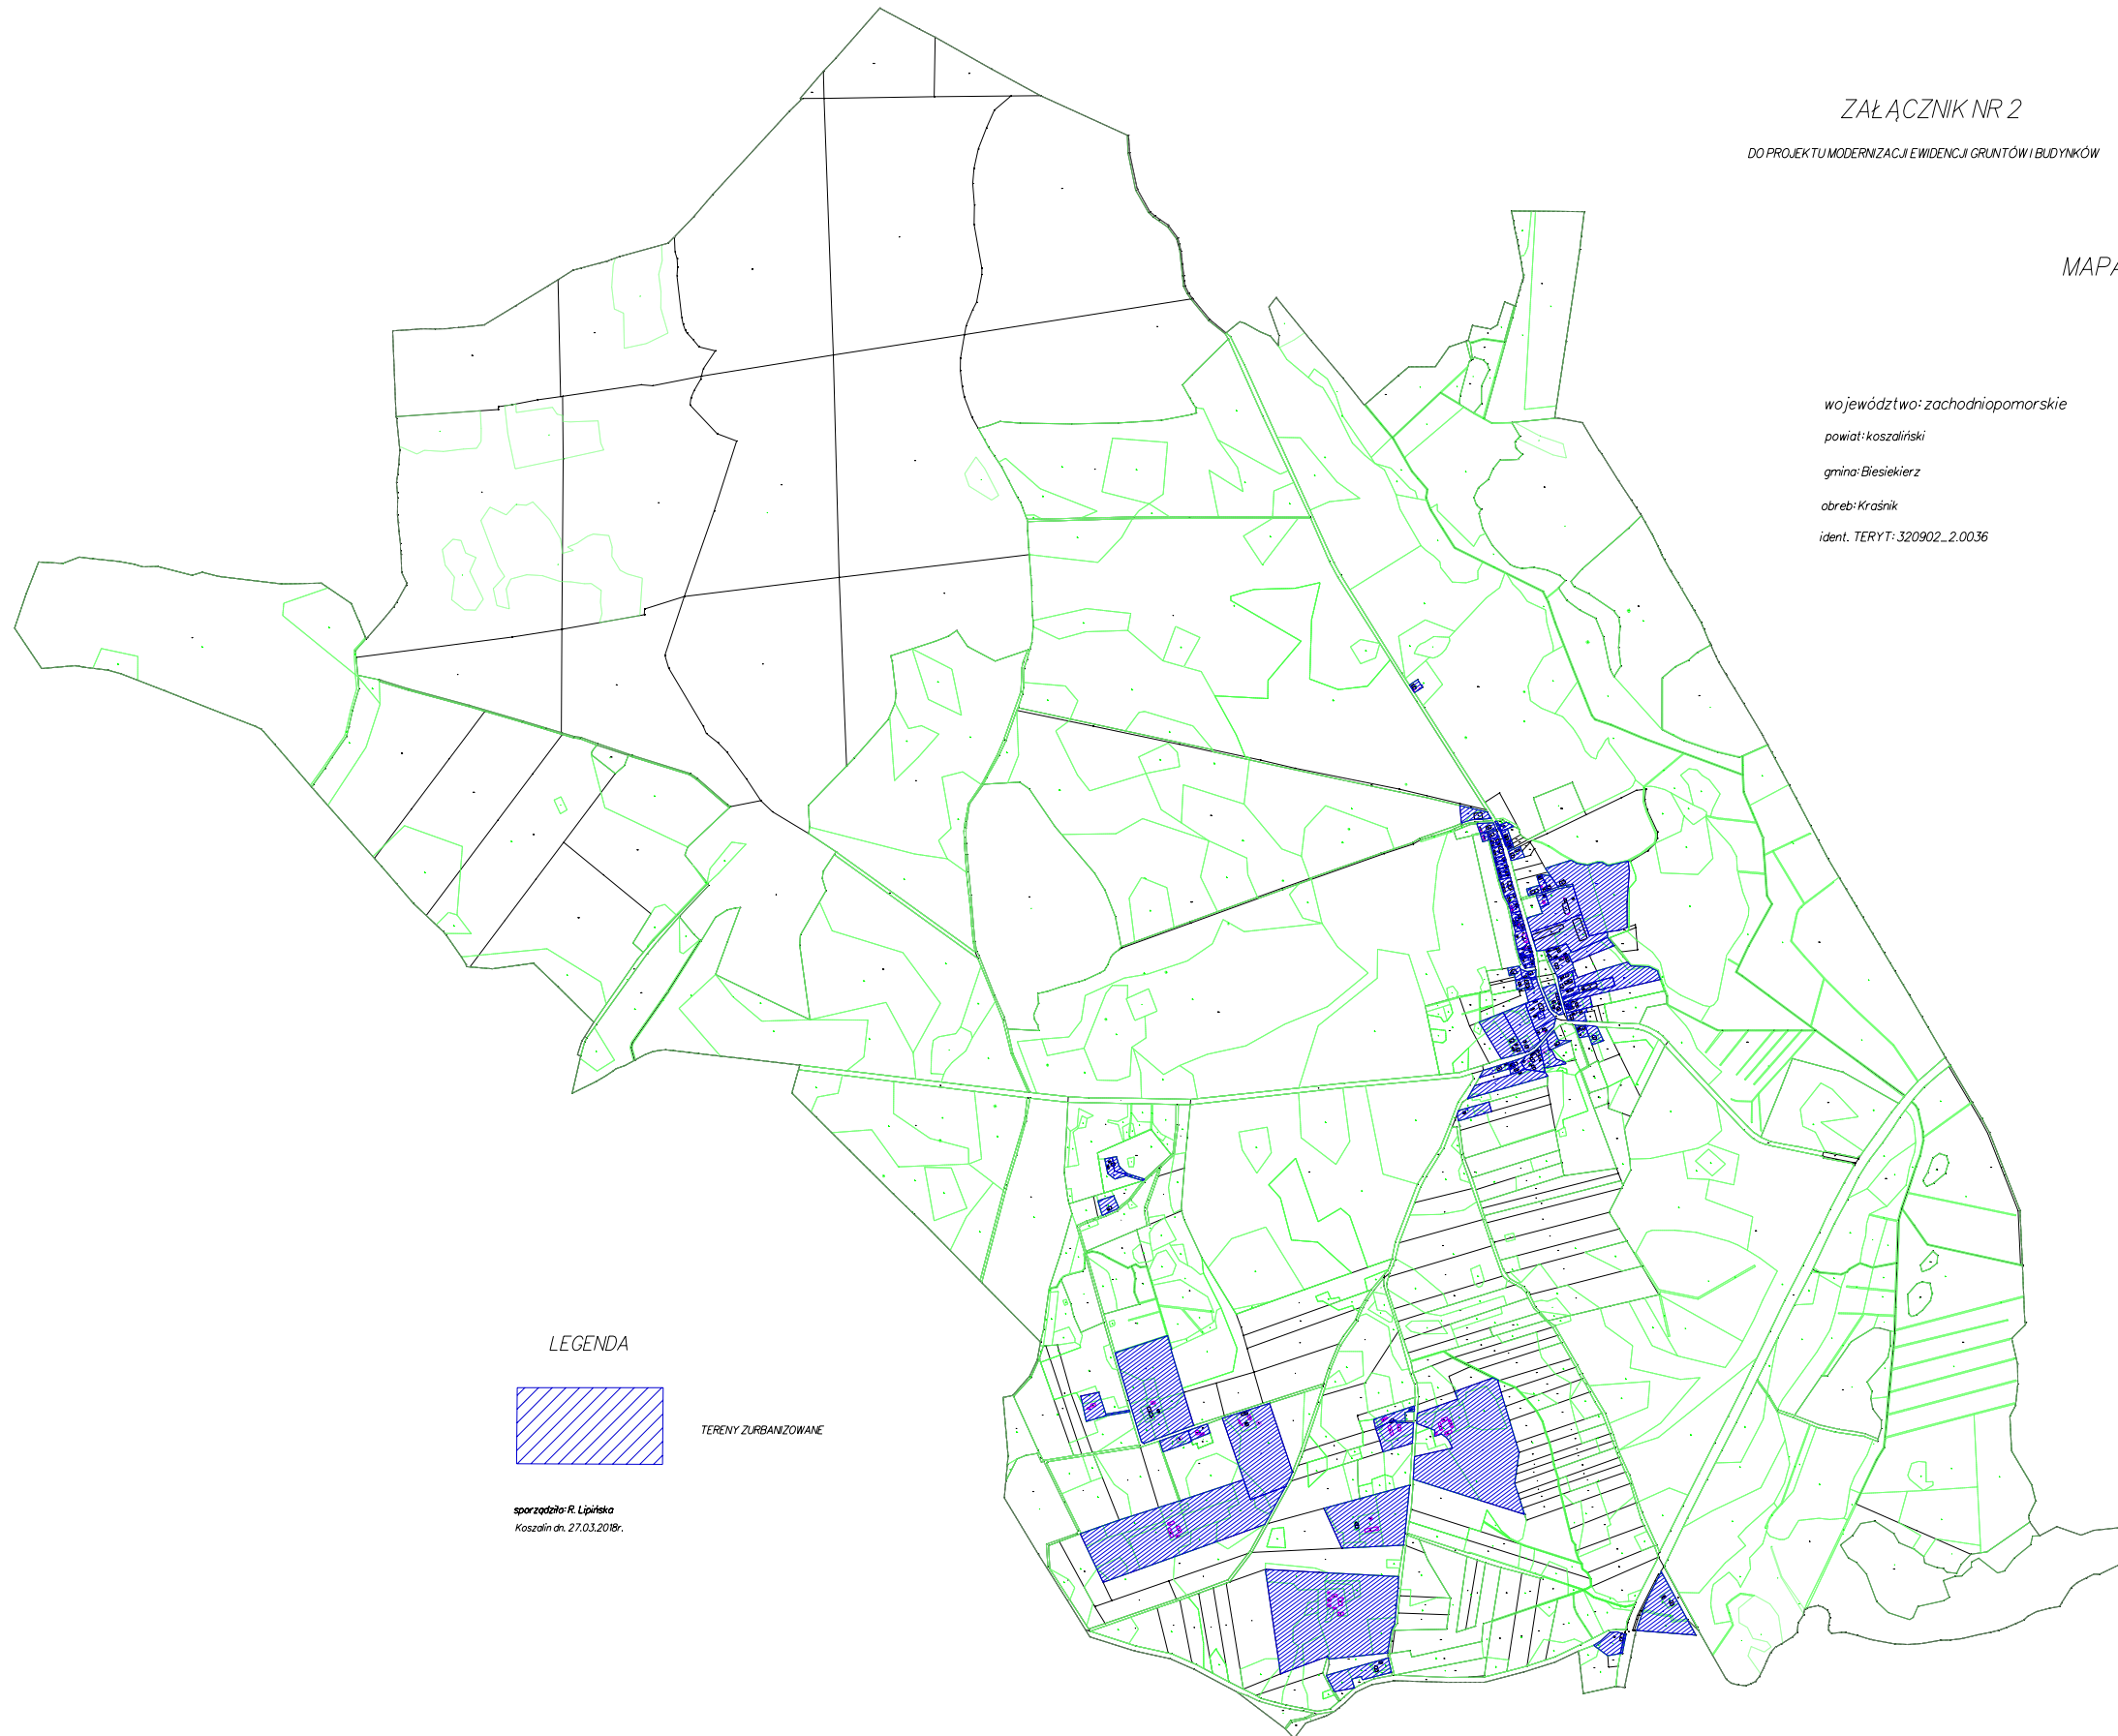 ZAŁĄCZNIK NR 2
DO PROJEKTU MODERNIZACJI EWIDENCJI GRUNTÓW I BUDYNKÓW
MAPA
województwo: zachodniopomorskie
powiat: koszaliński
gmina: Biesiekierz
obreb: Kraśnik
ident. TERYT: 320902_2.0036
LEGENDA
TERENY ZURBANIZOWANE
sporządziła: R. Lipińska
Koszalin dn. 27.03.2018r.